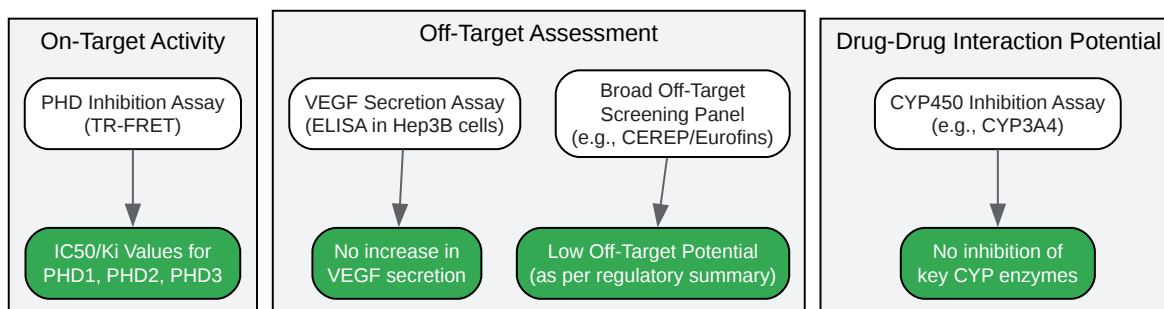 On-Target Activity
PHD Inhibition Assay
(TR-FRET)
IC50/Ki Values for
PHD1, PHD2, PHD3
Off-Target Assessment
VEGF Secretion Assay
(ELISA in Hep3B cells)
No increase in
VEGF secretion
Broad Off-Target
Screening Panel
(e.g., CEREP/Eurofins)
Low Off-Target Potential
(as per regulatory summary)
Drug-Drug Interaction Potential
CYP450 Inhibition Assay
(e.g., CYP3A4)
No inhibition of
key CYP enzymes